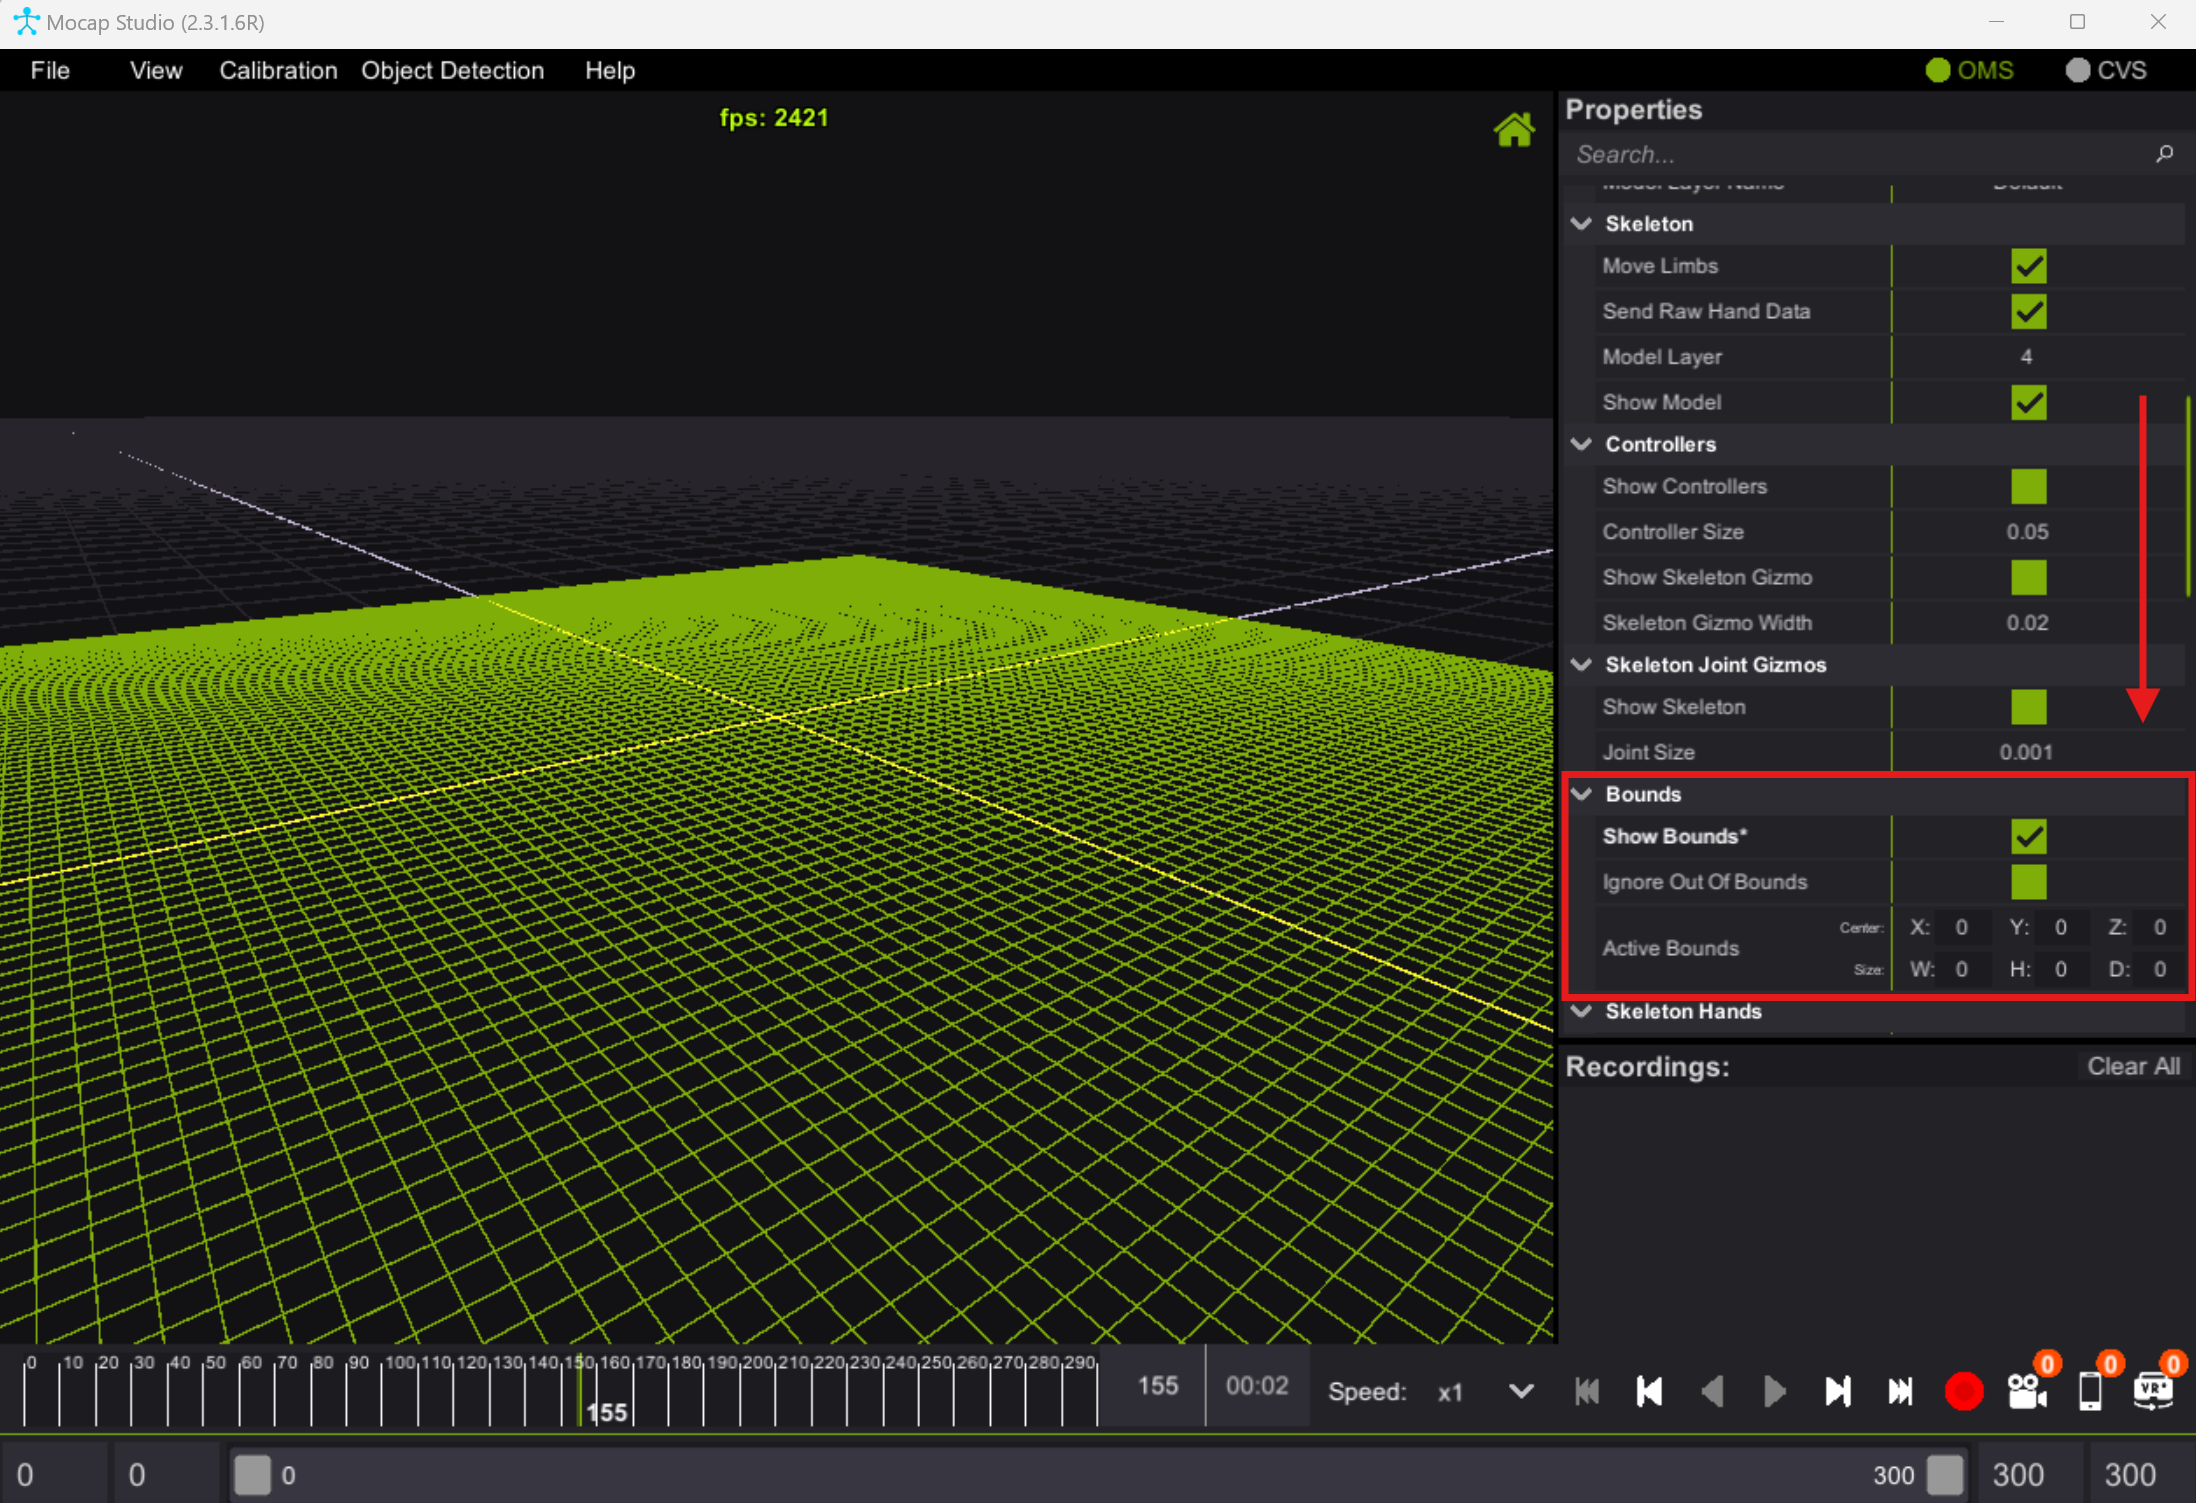 Mocap Studio (2.3.1.6R)
File View Calibration Object Detection Help OMS CVS
fps: 2421
Properties
Search...
Model Layer Name Default
Skeleton
Move Limbs
Send Raw Hand Data
Model Layer 4
Show Model
Controllers
Show Controllers
Controller Size 0.05
Show Skeleton Gizmo
Skeleton Gizmo Width 0.02
Skeleton Joint Gizmos
Show Skeleton
Joint Size 0.001
Bounds
Show Bounds*
Ignore Out Of Bounds
Active Bounds
Center: X: 0 Y: 0 Z: 0
Size: W: 0 H: 0 D: 0
Skeleton Hands
Recordings: Clear All
0 10 20 30 40 50 60 70 80 90 100 110 120 130 140 150 160 170 180 190 200 210 220 230 240 250 260 270 280 290
155
155 00:02 Speed: x1
0 0 VR 0
0 0 0 300 300 300